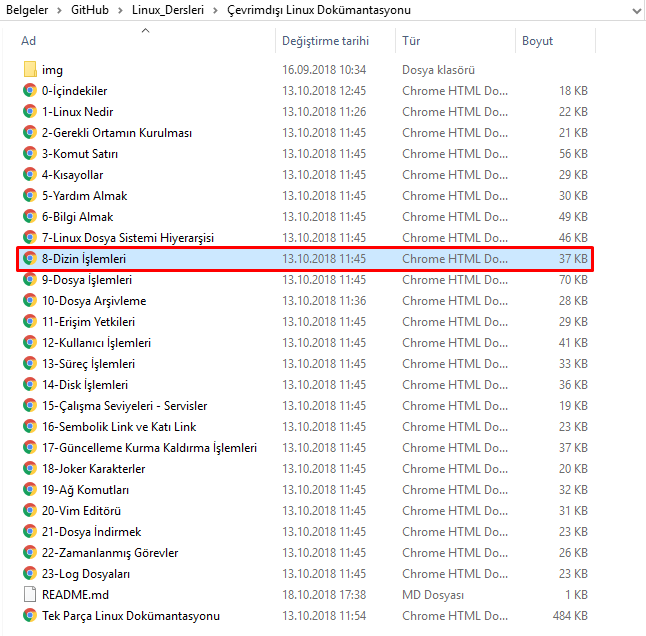 Belgeler > GitHub > Linux_Dersleri > Çevrimdışı Linux Dokümantasyonu
Ad Değiştirme tarihi Tür Boyut
img 16.09.2018 10:34 Dosya klasörü
0-İçindekiler 13.10.2018 12:45 Chrome HTML Do... 18 KB
1-Linux Nedir 13.10.2018 11:26 Chrome HTML Do... 22 KB
2-Gerekli Ortamın Kurulması 13.10.2018 11:45 Chrome HTML Do... 21 KB
3-Komut Satırı 13.10.2018 11:45 Chrome HTML Do... 56 KB
4-Kısayollar 13.10.2018 11:45 Chrome HTML Do... 29 KB
5-Yardım Almak 13.10.2018 11:45 Chrome HTML Do... 30 KB
6-Bilgi Almak 13.10.2018 11:45 Chrome HTML Do... 49 KB
7-Linux Dosya Sistemi Hiyerarşisi 13.10.2018 11:45 Chrome HTML Do... 46 KB
8-Dizin İşlemleri 13.10.2018 11:45 Chrome HTML Do... 37 KB
9-Dosya İşlemleri 13.10.2018 11:45 Chrome HTML Do... 70 KB
10-Dosya Arşivleme 13.10.2018 11:36 Chrome HTML Do... 28 KB
11-Erişim Yetkileri 13.10.2018 11:45 Chrome HTML Do... 29 KB
12-Kullanıcı İşlemleri 13.10.2018 11:45 Chrome HTML Do... 41 KB
13-Süreç İşlemleri 13.10.2018 11:45 Chrome HTML Do... 33 KB
14-Disk İşlemleri 13.10.2018 11:45 Chrome HTML Do... 36 KB
15-Çalışma Seviyeleri - Servisler 13.10.2018 11:45 Chrome HTML Do... 19 KB
16-Sembolik Link ve Katı Link 13.10.2018 11:45 Chrome HTML Do... 23 KB
17-Güncelleme Kurma Kaldırma İşlemleri 13.10.2018 11:45 Chrome HTML Do... 37 KB
18-Joker Karakterler 13.10.2018 11:45 Chrome HTML Do... 20 KB
19-Ağ Komutları 13.10.2018 11:45 Chrome HTML Do... 32 KB
20-Vim Editörü 13.10.2018 11:45 Chrome HTML Do... 31 KB
21-Dosya İndirmek 13.10.2018 11:45 Chrome HTML Do... 23 KB
22-Zamanlanmış Görevler 13.10.2018 11:45 Chrome HTML Do... 26 KB
23-Log Dosyaları 13.10.2018 11:45 Chrome HTML Do... 23 KB
README.md 18.10.2018 17:38 MD Dosyası 1 KB
Tek Parça Linux Dokümantasyonu 13.10.2018 11:54 Chrome HTML Do... 484 KB